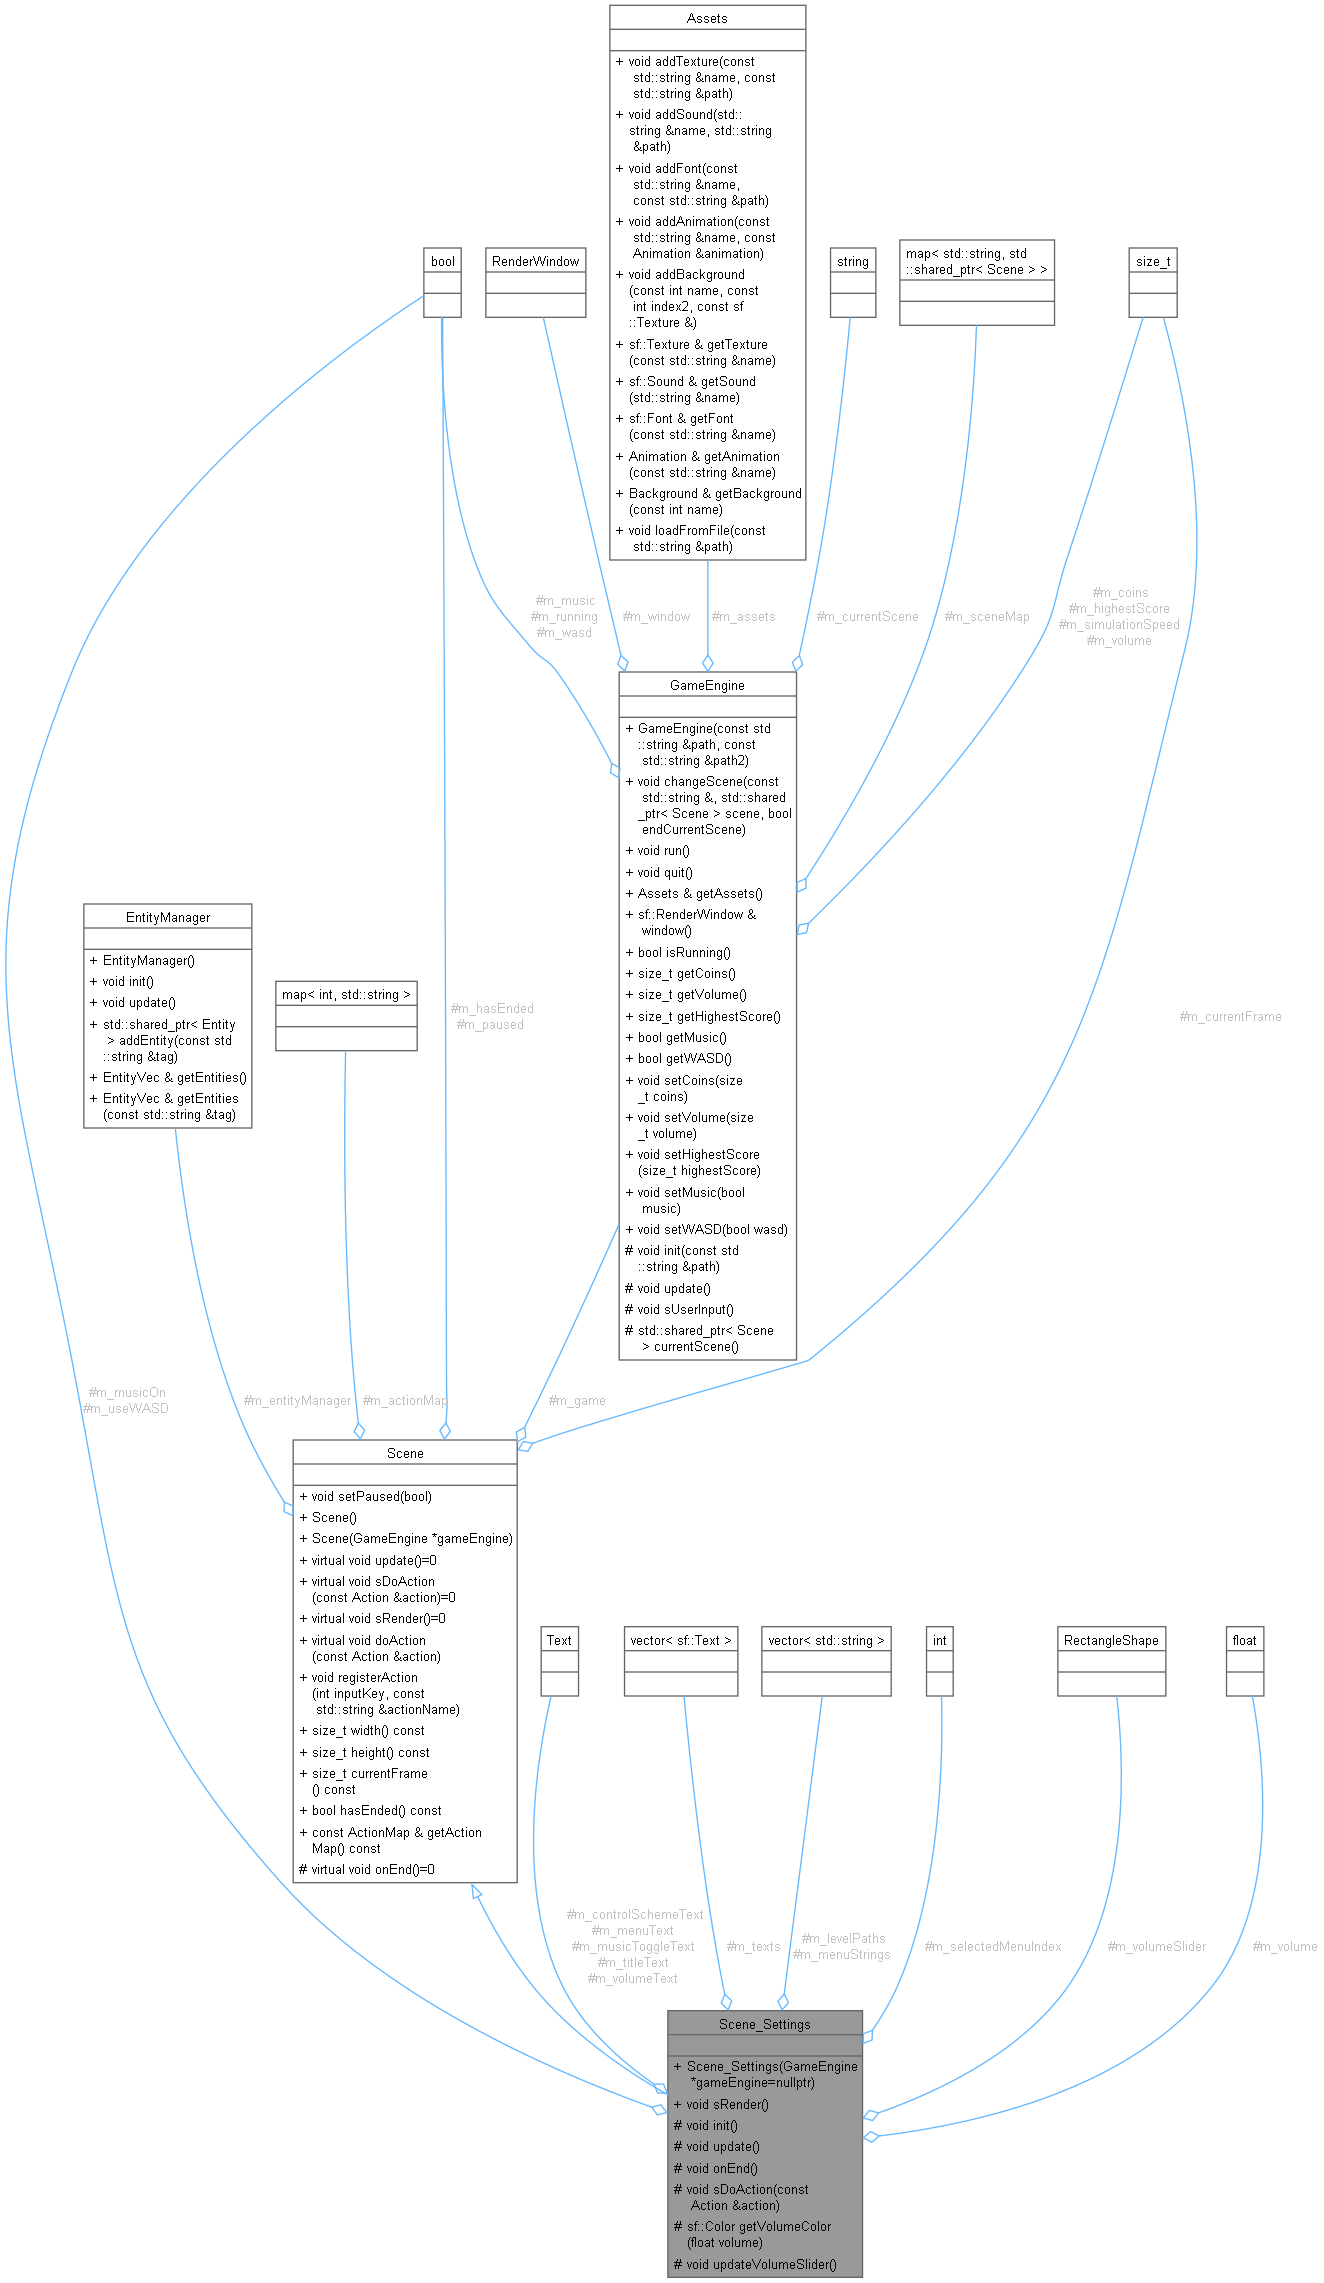 Assets
+ void addTexture(const
std::string &name, const
std::string &path)
+ void addSound(std::
string &name, std::string
&path)
+ void addFont(const
std::string &name,
const std::string &path)
+ void addAnimation(const
std::string &name, const
Animation &animation)
+ void addBackground
(const int name, const
int index2, const sf
::Texture &)
+ sf::Texture & getTexture
(const std::string &name)
+ sf::Sound & getSound
(std::string &name)
+ sf::Font & getFont
(const std::string &name)
+ Animation & getAnimation
(const std::string &name)
+ Background & getBackground
(const int name)
+ void loadFromFile(const
std::string &path)
bool
RenderWindow
string
map< std::string, std
::shared_ptr< Scene > >
size_t
#m_music
#m_running
#m_wasd
#m_window
#m_assets
#m_currentScene
#m_sceneMap
#m_coins
#m_highestScore
#m_simulationSpeed
#m_volume
GameEngine
+ GameEngine(const std
::string &path, const
std::string &path2)
+ void changeScene(const
std::string &, std::shared
_ptr< Scene > scene, bool
endCurrentScene)
+ void run()
+ void quit()
+ Assets & getAssets()
+ sf::RenderWindow &
window()
+ bool isRunning()
+ size_t getCoins()
+ size_t getVolume()
+ size_t getHighestScore()
+ bool getMusic()
+ bool getWASD()
+ void setCoins(size
_t coins)
+ void setVolume(size
_t volume)
+ void setHighestScore
(size_t highestScore)
+ void setMusic(bool
music)
+ void setWASD(bool wasd)
# void init(const std
::string &path)
# void update()
# void sUserInput()
# std::shared_ptr< Scene
> currentScene()
EntityManager
+ EntityManager()
+ void init()
+ void update()
+ std::shared_ptr< Entity
> addEntity(const std
::string &tag)
+ EntityVec & getEntities()
+ EntityVec & getEntities
(const std::string &tag)
map< int, std::string >
#m_hasEnded
#m_paused
#m_currentFrame
#m_musicOn
#m_useWASD
#m_entityManager
#m_actionMap
#m_game
Scene
+ void setPaused(bool)
+ Scene()
+ Scene(GameEngine *gameEngine)
+ virtual void update()=0
+ virtual void sDoAction
(const Action &action)=0
+ virtual void sRender()=0
+ virtual void doAction
(const Action &action)
+ void registerAction
(int inputKey, const
std::string &actionName)
+ size_t width() const
+ size_t height() const
+ size_t currentFrame
() const
+ bool hasEnded() const
+ const ActionMap & getAction
Map() const
# virtual void onEnd()=0
Text
vector< sf::Text >
vector< std::string >
int
RectangleShape
float
#m_controlSchemeText
#m_menuText
#m_musicToggleText
#m_titleText
#m_volumeText
#m_texts
#m_levelPaths
#m_menuStrings
#m_selectedMenuIndex
#m_volumeSlider
#m_volume
Scene_Settings
+ Scene_Settings(GameEngine
*gameEngine=nullptr)
+ void sRender()
# void init()
# void update()
# void onEnd()
# void sDoAction(const
Action &action)
# sf::Color getVolumeColor
(float volume)
# void updateVolumeSlider()